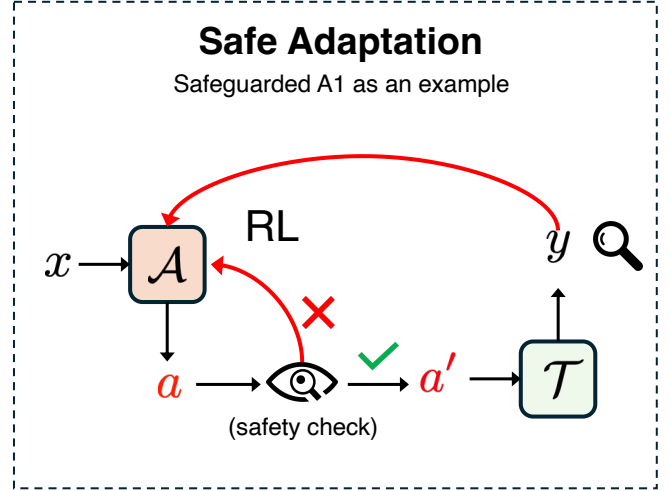 Safe Adaptation
Safeguarded A1 as an example
RL
x
𝒜
y
a
a′
𝒯
(safety check)